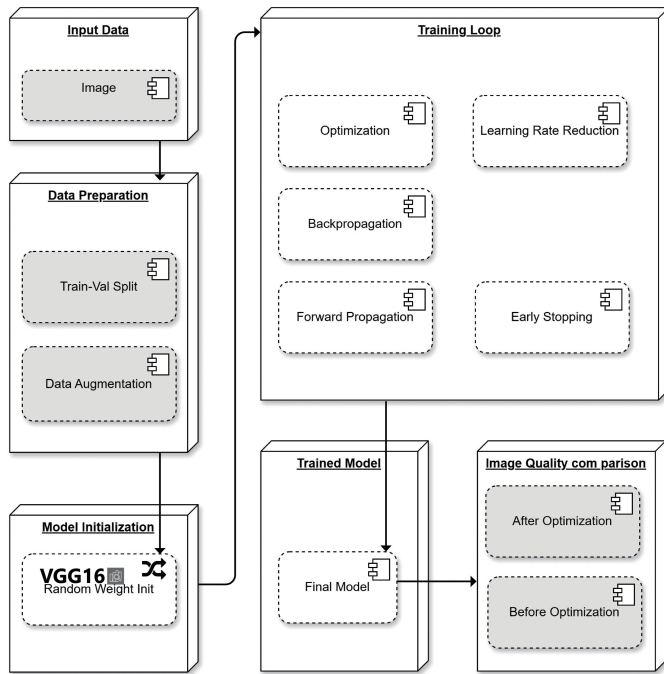 Input Data
Image
Data Preparation
Train-Val Split
Data Augmentation
Model Initialization
VGG16
Random Weight Init
Training Loop
Optimization
Learning Rate Reduction
Backpropagation
Forward Propagation
Early Stopping
Trained Model
Final Model
Image Quality com parison
After Optimization
Before Optimization